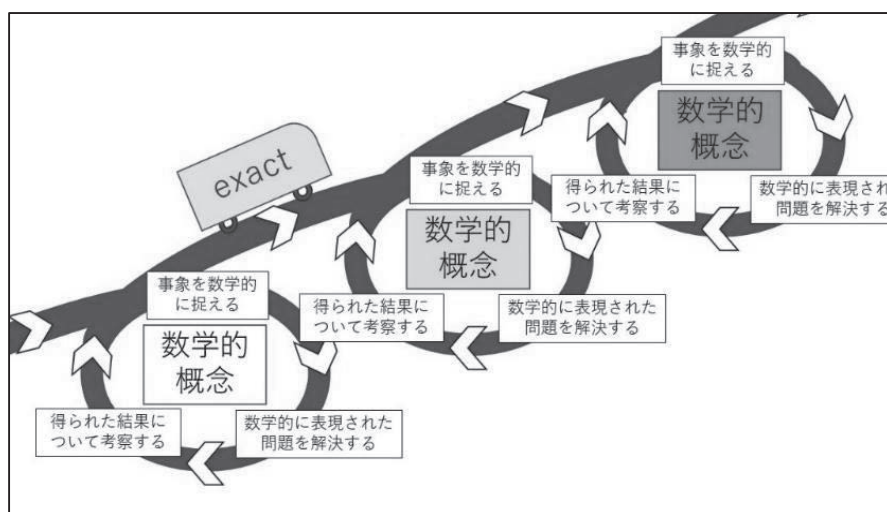 事象を数学的
に捉える
数学的
概念
得られた結果に
ついて考察する
数学的に表現され
問題を解決する
exact
事象を数学的
に捉える
数学的
概念
得られた結果に
ついて考察する
数学的に表現された
問題を解決する
事象を数学的
に捉える
数学的
概念
得られた結果に
ついて考察する
数学的に表現された
問題を解決する